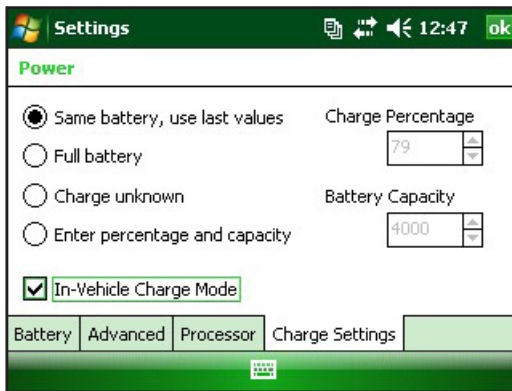 Settings 12:47 ok
Power
Same battery, use last values
Charge Percentage
Full battery
79
Charge unknown
Battery Capacity
Enter percentage and capacity
4000
In-Vehicle Charge Mode
Battery Advanced Processor Charge Settings